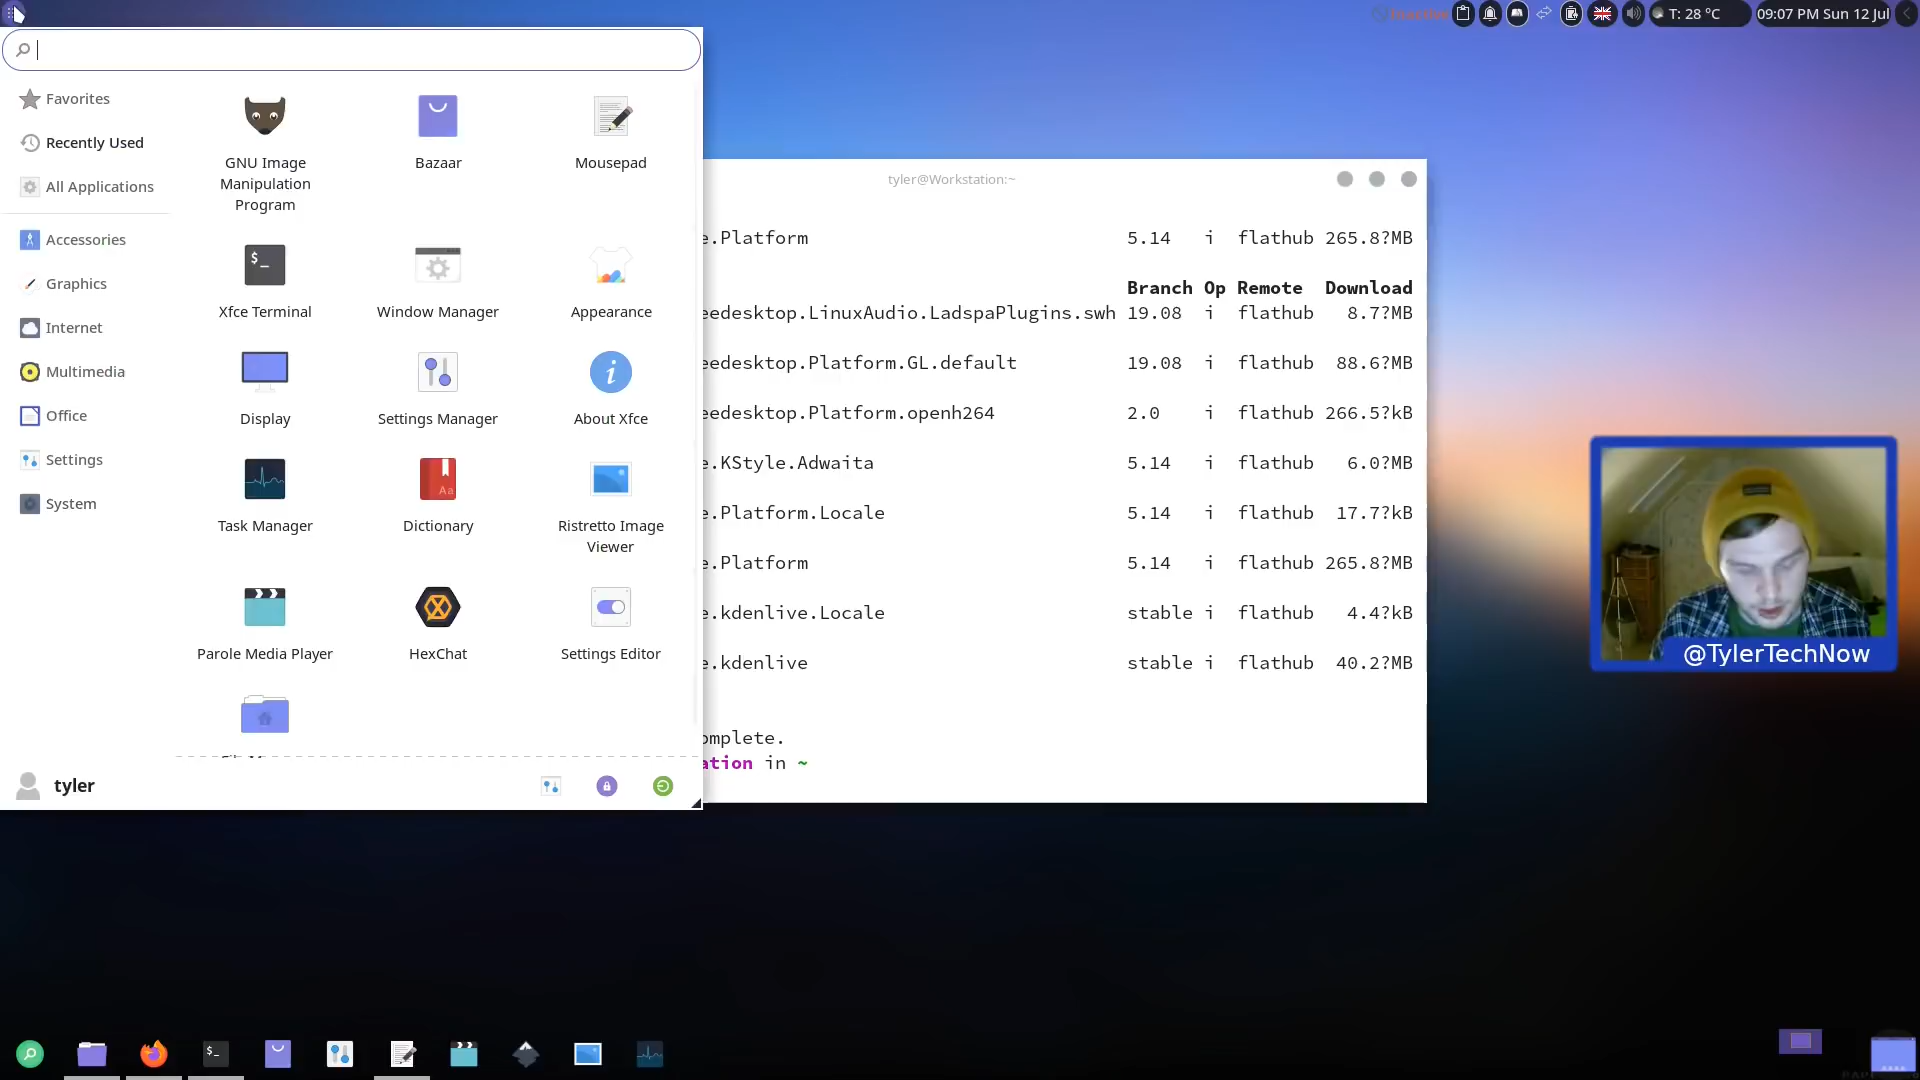 T: 28 °C
09:07 PM Sun 12 Jul
Favorites
Recently Used
All Applications
Accessories
Graphics
Internet
Multimedia
Office
Settings
System
GNU Image
Manipulation
Program
Bazaar
Mousepad
$_
Xfce Terminal
Window Manager
Appearance
Display
Settings Manager
i
About Xfce
Task Manager
Aa
Dictionary
Ristretto Image
Viewer
Parole Media Player
HexChat
Settings Editor
tyler
tyler@Workstation:~
e.Platform 5.14 i flathub 265.8?MB
Branch Op Remote Download
eedesktop.LinuxAudio.LadspaPlugins.swh 19.08 i flathub 8.7?MB
eedesktop.Platform.GL.default 19.08 i flathub 88.6?MB
eedesktop.Platform.openh264 2.0 i flathub 266.5?kB
e.KStyle.Adwaita 5.14 i flathub 6.0?MB
e.Platform.Locale 5.14 i flathub 17.7?kB
e.Platform 5.14 i flathub 265.8?MB
e.kdenlive.Locale stable i flathub 4.4?kB
e.kdenlive stable i flathub 40.2?MB
omplete.
ation in ~
@TylerTechNow
$_